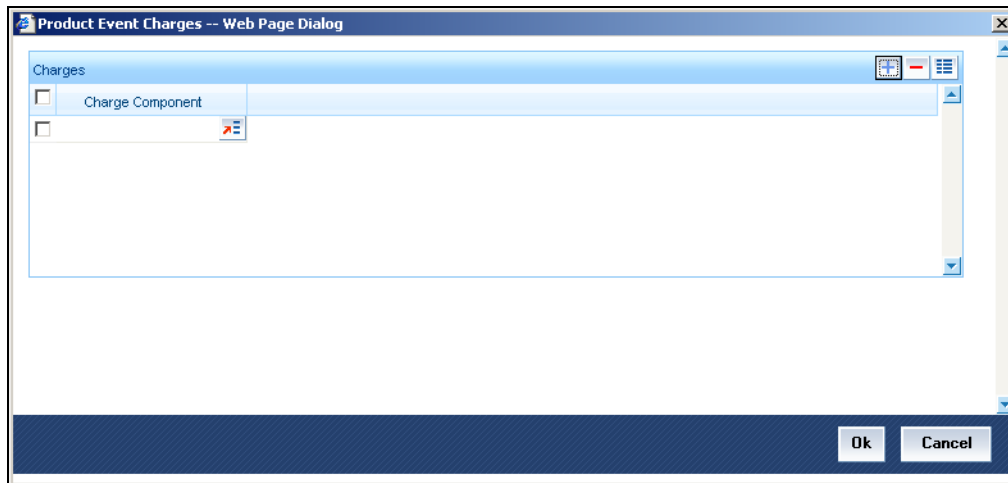 Product Event Charges -- Web Page Dialog
Charges
Charge Component
Ok Cancel